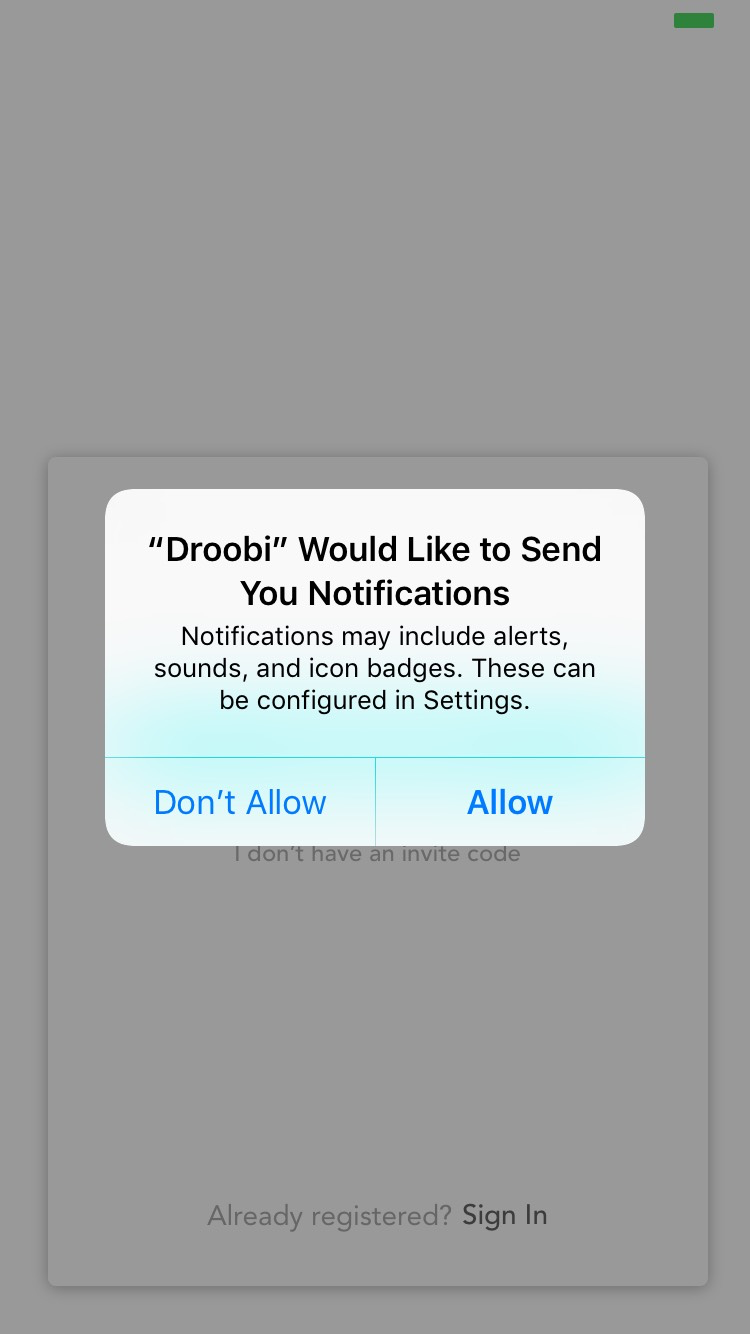 “Droobi” Would Like to Send
You Notifications
Notifications may include alerts,
sounds, and icon badges. These can
be configured in Settings.
Don’t Allow
Allow
I don’t have an invite code
Already registered? Sign In